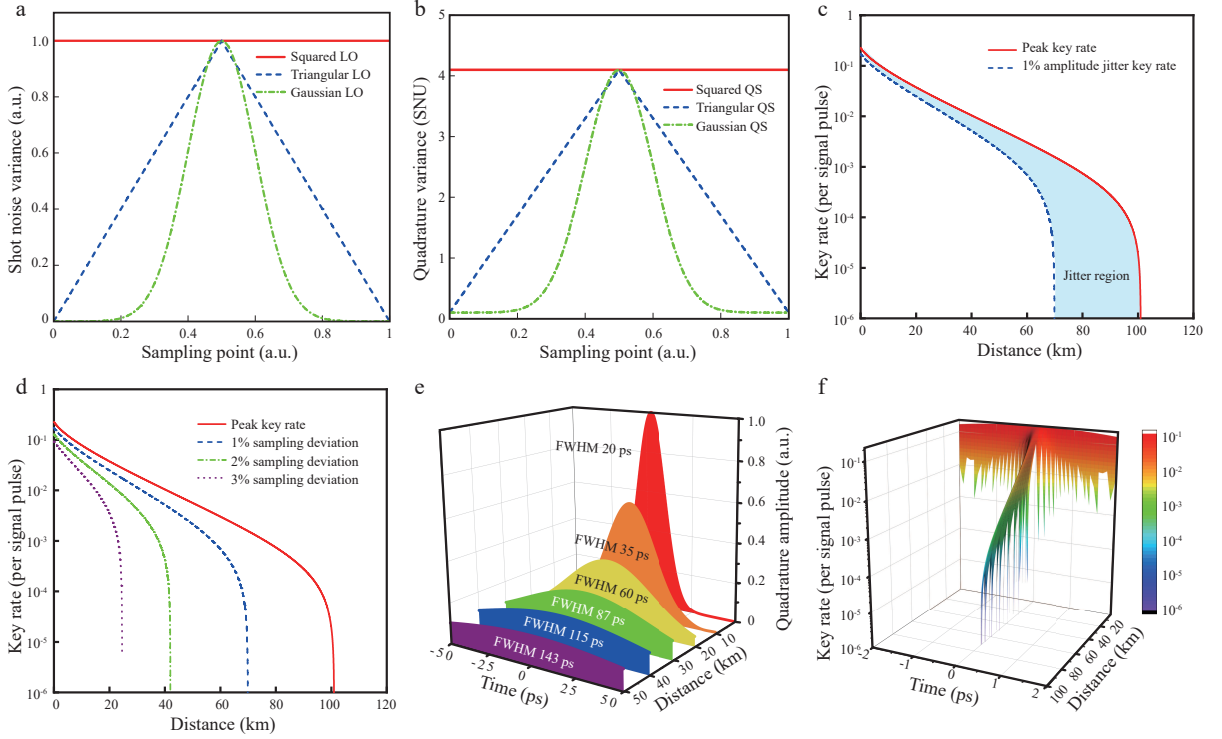 a
Shot noise variance (a.u.)
1.0
0.8
0.6
0.4
0.2
0
Squared LO
Triangular LO
Gaussian LO
0
0.2
0.4
0.6
0.8
1
Sampling point (a.u.)
b
Quadrature variance (SNU)
5
4
3
2
1
0
Squared QS
Triangular QS
Gaussian QS
0
0.2
0.4
0.6
0.8
1
Sampling point (a.u.)
c
Key rate (per signal pulse)
1
10-1
10-2
10-3
10-4
10-5
10-6
Peak key rate
1% amplitude jitter key rate
Jitter region
0
20
40
60
80
100
120
Distance (km)
d
Key rate (per signal pulse)
1
10-1
10-2
10-3
10-4
10-5
10-6
Peak key rate
1% sampling deviation
2% sampling deviation
3% sampling deviation
0
20
40
60
80
100
120
Distance (km)
e
FWHM 20 ps
FWHM 35 ps
FWHM 60 ps
FWHM 87 ps
FWHM 115 ps
FWHM 143 ps
1.0
0.8
0.6
0.4
0.2
0
Quadrature amplitude (a.u.)
-50
-25
0
25
50
Time (ps)
50
40
30
20
10
Distance (km)
f
Key rate (per signal pulse)
10-1
10-2
10-3
10-4
10-5
10-6
-2
-1
0
1
2
Time (ps)
100
80
60
40
20
Distance (km)
10-1
10-2
10-3
10-4
10-5
10-6